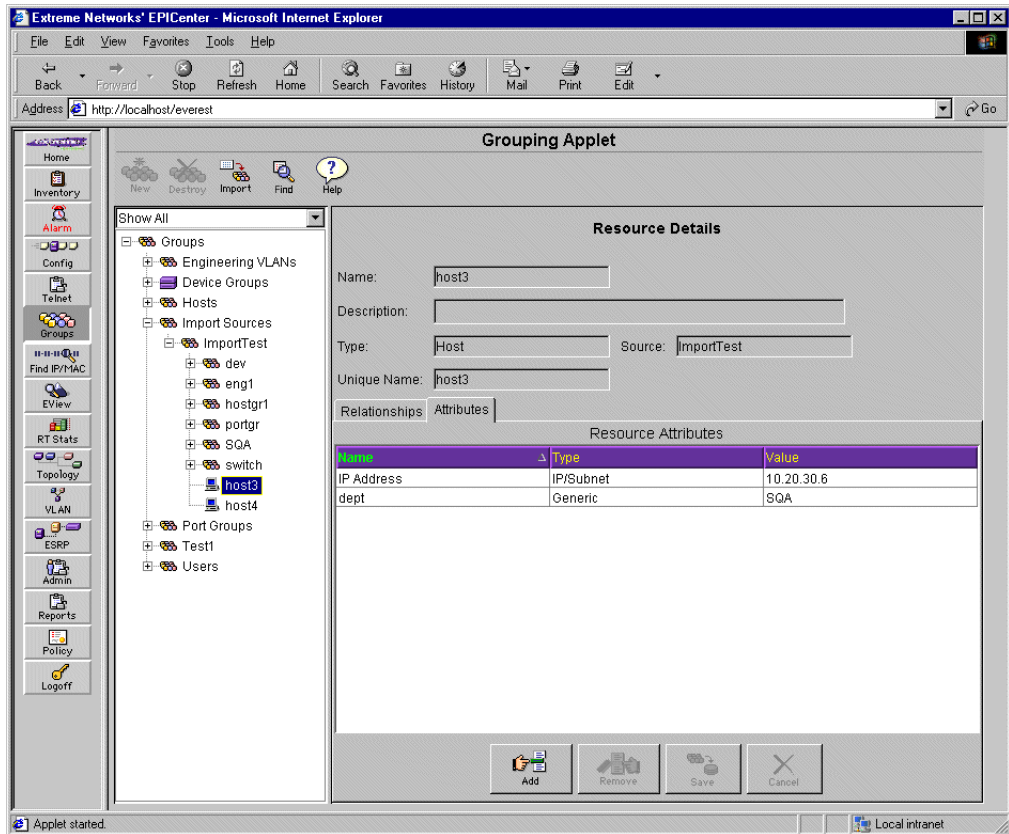 Extreme Networks' EPICenter - Microsoft Internet Explorer
File Edit View Favorites Tools Help
Back Forward Stop Refresh Home Search Favorites History Mail Print Edit
Address http://localhost/everest Go
Home
Inventory
Alarm
Config
Telnet
Groups
Find IP/MAC
EView
RT Stats
Topology
VLAN
ESRP
Admin
Reports
Policy
Logoff
Grouping Applet
New Destroy Import Find Help
Show All
Groups
Engineering VLANs
Device Groups
Hosts
Import Sources
ImportTest
dev
eng1
hostgr1
portgr
SQA
switch
host3
host4
Port Groups
Test1
Users
Resource Details
Name: host3
Description:
Type: Host Source: ImportTest
Unique Name: host3
Relationships Attributes
Resource Attributes
Name Type Value
IP Address IP/Subnet 10.20.30.6
dept Generic SQA
Add Remove Save Cancel
Applet started. Local intranet